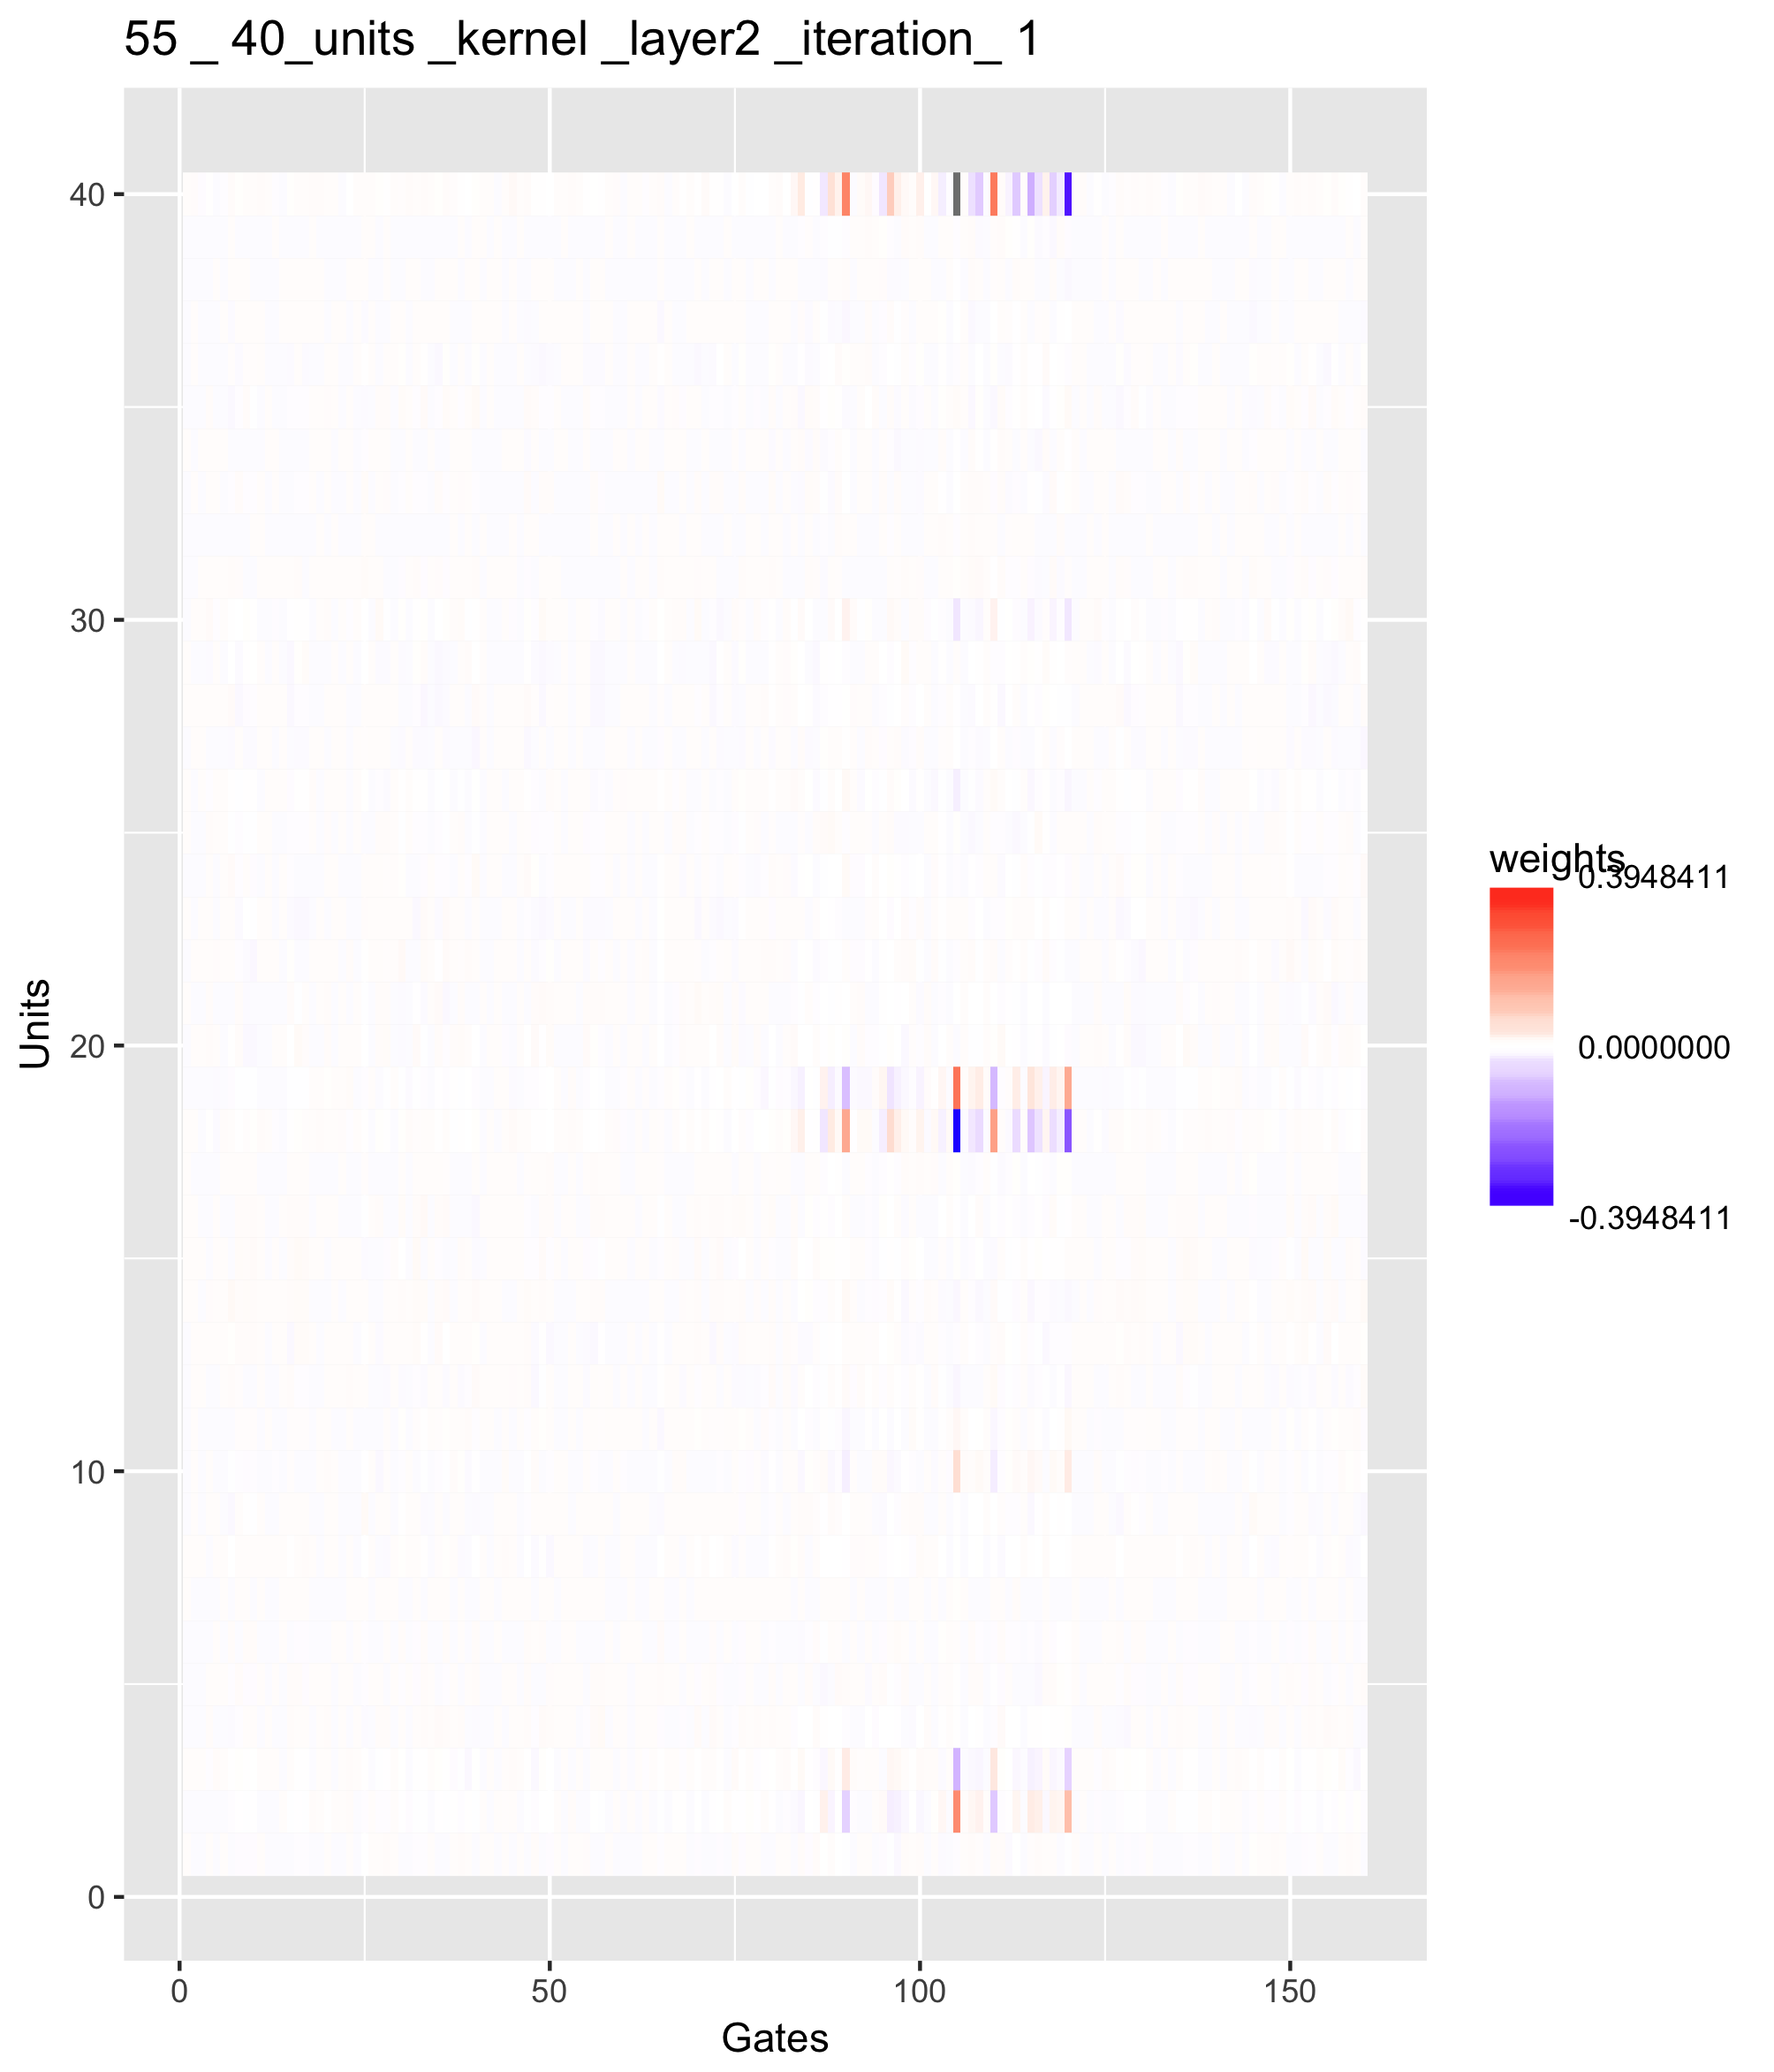 55 _ 40_units _kernel _layer2 _iteration_ 1
40
30
20
10
0
Units
0 50 100 150
Gates
weights
0.3948411
0.0000000
-0.3948411